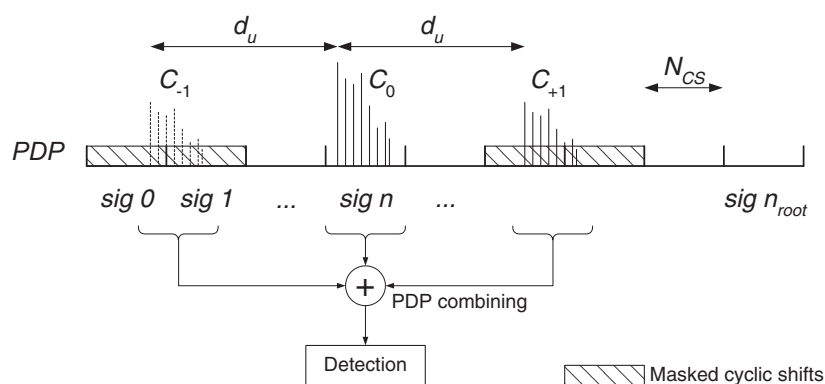 d_u d_u
C_-1 C_0 C_+1 N_CS
PDP
sig 0 sig 1 ... sig n ... sig n_root
+
PDP combining
Detection
Masked cyclic shifts